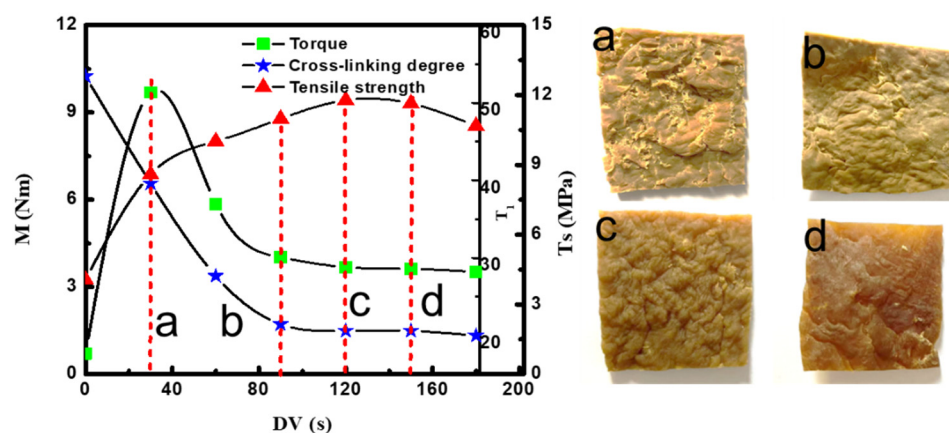 12
9
6
3
0
M (Nm)
Torque
Cross-linking degree
Tensile strength
a
b
c
d
0
40
80
120
160
200
DV (s)
60
50
40
30
20
T1
15
12
9
6
3
0
Ts (MPa)
a
b
c
d